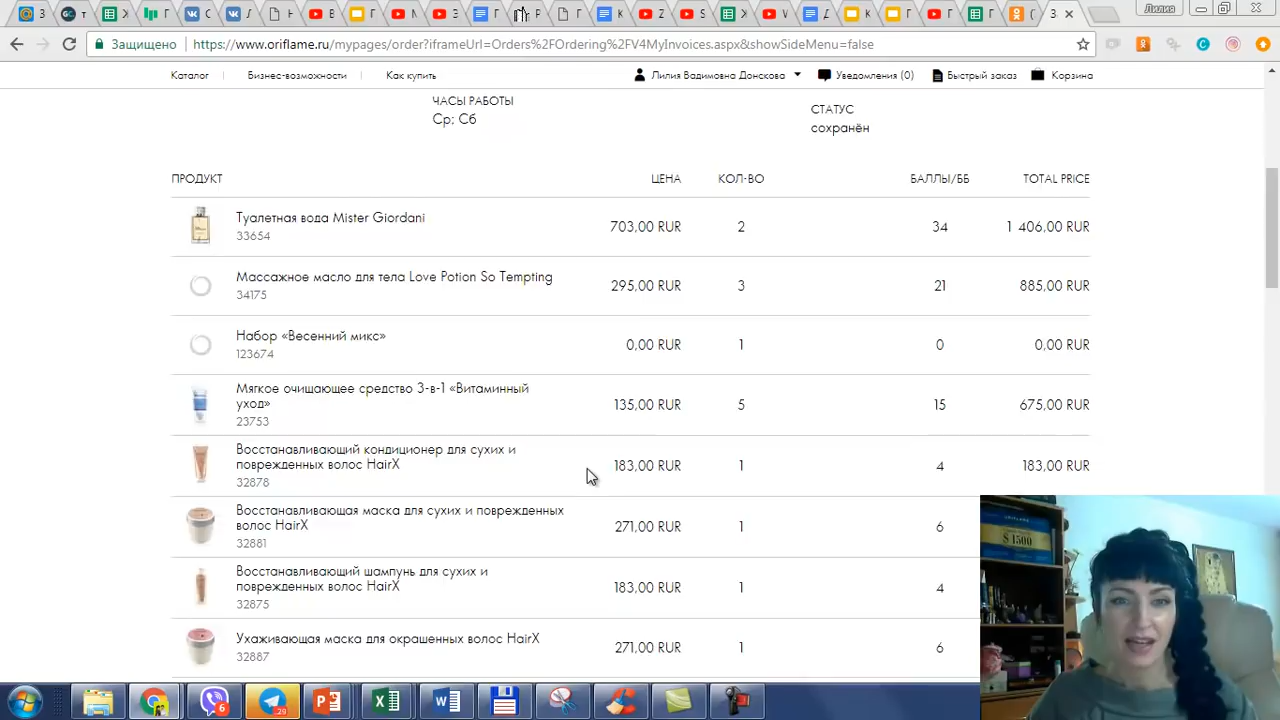 З
т
С
Л
Защищено
https://www.oriflame.ru/mypages/order?iframeUrl=Orders%2FOrdering%2FV4MyInvoices.aspx&showSideMenu=false
Лилия
Каталог
Бизнес-возможности
Как купить
Лилия Вадимовна Донскова
Уведомления (0)
Быстрый заказ
Корзина
ЧАСЫ РАБОТЫ
Ср; Сб
СТАТУС
сохранён
ПРОДУКТ ЦЕНА КОЛ-ВО БАЛЛЫ/ББ TOTAL PRICE
Туалетная вода Mister Giordani
33654
703,00 RUR 2 34 1 406,00 RUR
Массажное масло для тела Love Potion So Tempting
34175
295,00 RUR 3 21 885,00 RUR
Набор «Весенний микс»
123674
0,00 RUR 1 0 0,00 RUR
Мягкое очищающее средство 3-в-1 «Витаминный
уход»
23753
135,00 RUR 5 15 675,00 RUR
Восстанавливающий кондиционер для сухих и
поврежденных волос HairX
32878
183,00 RUR 1 4 183,00 RUR
Восстанавливающая маска для сухих и поврежденных
волос HairX
32881
271,00 RUR 1 6
Восстанавливающий шампунь для сухих и
поврежденных волос HairX
32875
183,00 RUR 1 4
Ухаживающая маска для окрашенных волос HairX
32887
271,00 RUR 1 6
$ 1500
6
29